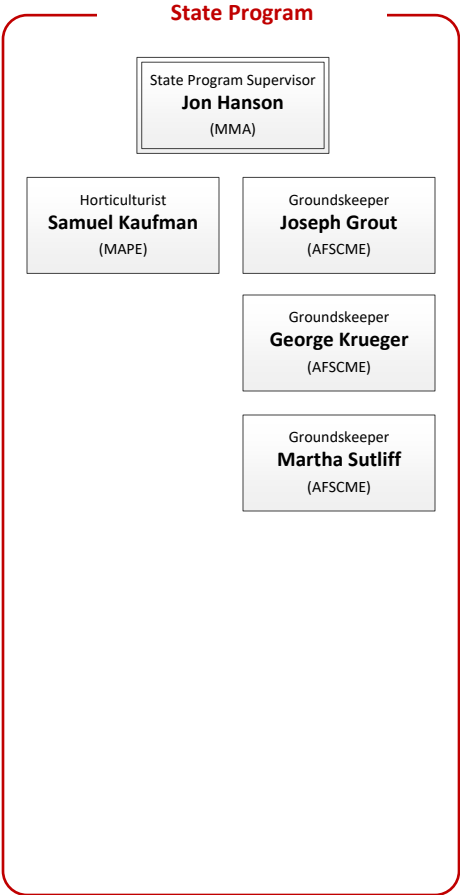 State Program
State Program Supervisor
Jon Hanson
(MMA)
Horticulturist
Samuel Kaufman
(MAPE)
Groundskeeper
Joseph Grout
(AFSCME)
Groundskeeper
George Krueger
(AFSCME)
Groundskeeper
Martha Sutliff
(AFSCME)